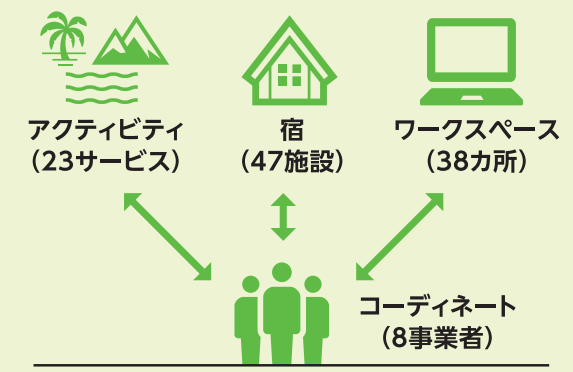 アクティビティ
（23サービス）
宿
（47施設）
ワークスペース
（38カ所）
コーディネート
（8事業者）